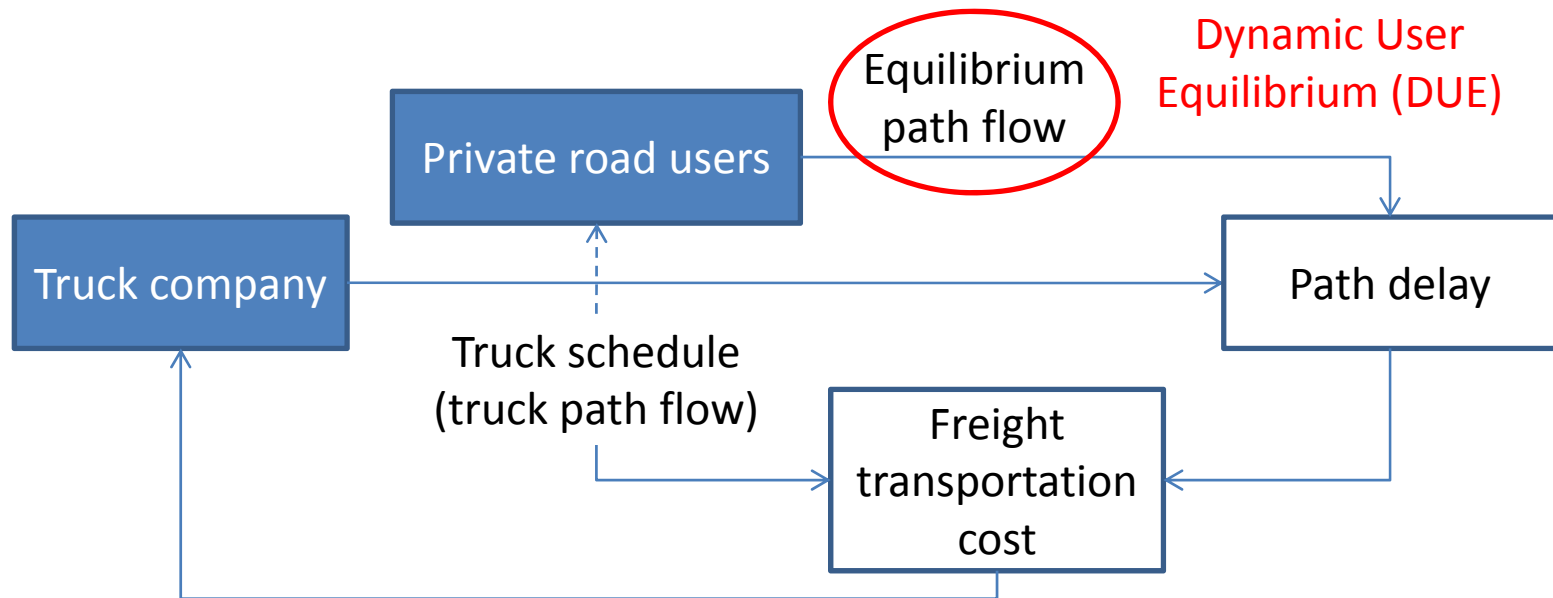 Equilibrium
path flow
Dynamic User
Equilibrium (DUE)
Private road users
Truck company
Path delay
Truck schedule
(truck path flow)
Freight
transportation
cost